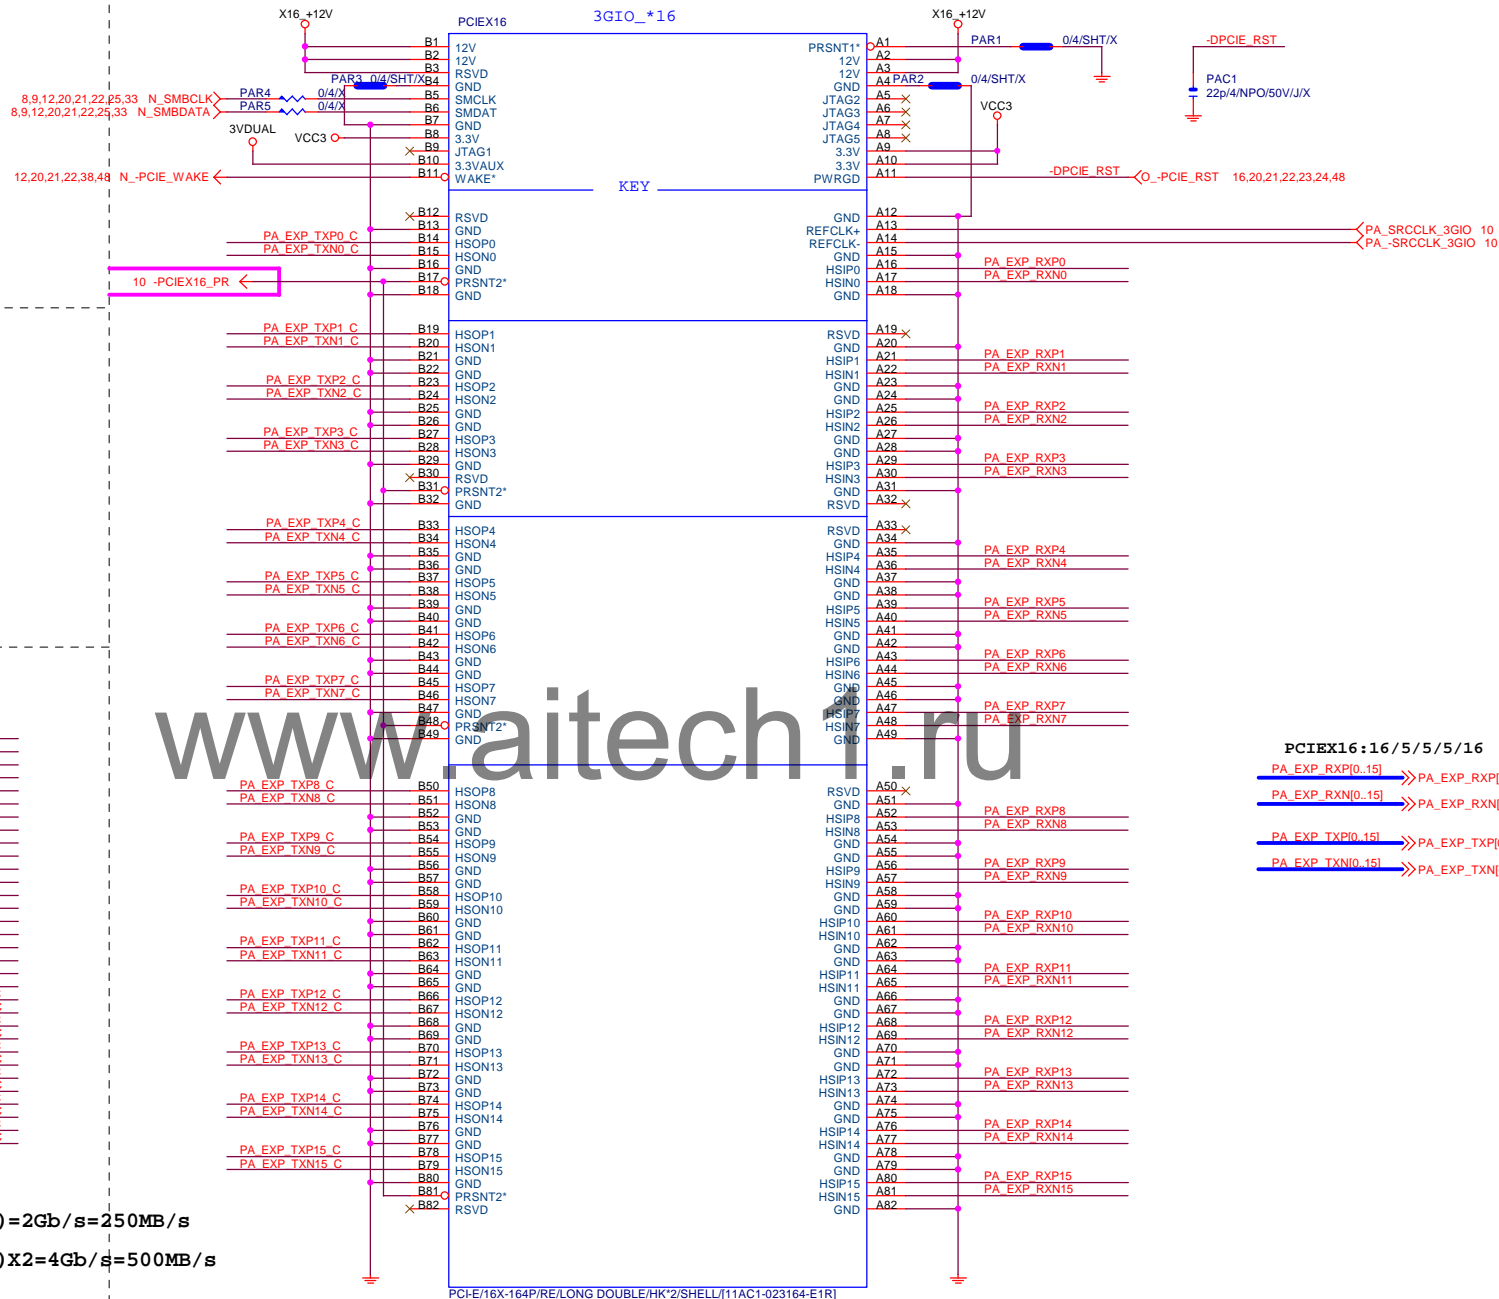 X16_+12V
PCIEX16
3GIO_*16
X16_+12V
B1 12V
B2 12V
B3 RSVD
PAR3 0/4/SHT/X B4 GND
8,9,12,20,21,22,25,33 N_SMBCLK PAR4 0/4/X B5 SMCLK
8,9,12,20,21,22,25,33 N_SMBDATA PAR5 0/4/X B6 SMDAT
B7 GND
3VDUAL VCC3 B8 3.3V
B9 JTAG1
B10 3.3VAUX
12,20,21,22,38,48 N_-PCIE_WAKE B11 WAKE*
PRSNT1* A1 PAR1 0/4/SHT/X
12V A2
12V A3
GND A4 PAR2 0/4/SHT/X
JTAG2 A5
JTAG3 A6
JTAG4 A7
JTAG5 A8
VCC3
3.3V A9
3.3V A10
PWRGD A11 -DPCIE_RST O_-PCIE_RST 16,20,21,22,23,24,48
-DPCIE_RST
PAC1
22p/4/NPO/50V/J/X
KEY
B12 RSVD
B13 GND
PA_EXP_TXP0_C B14 HSOP0
PA_EXP_TXN0_C B15 HSON0
B16 GND
10 -PCIEX16_PR B17 PRSNT2*
B18 GND
GND A12
REFCLK+ A13 PA_SRCCLK_3GIO 10
REFCLK- A14 PA_-SRCCLK_3GIO 10
GND A15
HSIP0 A16 PA_EXP_RXP0
HSIN0 A17 PA_EXP_RXN0
GND A18
PA_EXP_TXP1_C B19 HSOP1
PA_EXP_TXN1_C B20 HSON1
B21 GND
B22 GND
PA_EXP_TXP2_C B23 HSOP2
PA_EXP_TXN2_C B24 HSON2
B25 GND
B26 GND
PA_EXP_TXP3_C B27 HSOP3
PA_EXP_TXN3_C B28 HSON3
B29 GND
B30 RSVD
B31 PRSNT2*
B32 GND
RSVD A19
GND A20
HSIP1 A21 PA_EXP_RXP1
HSIN1 A22 PA_EXP_RXN1
GND A23
GND A24
HSIP2 A25 PA_EXP_RXP2
HSIN2 A26 PA_EXP_RXN2
GND A27
GND A28
HSIP3 A29 PA_EXP_RXP3
HSIN3 A30 PA_EXP_RXN3
GND A31
RSVD A32
PA_EXP_TXP4_C B33 HSOP4
PA_EXP_TXN4_C B34 HSON4
B35 GND
B36 GND
PA_EXP_TXP5_C B37 HSOP5
PA_EXP_TXN5_C B38 HSON5
B39 GND
B40 GND
PA_EXP_TXP6_C B41 HSOP6
PA_EXP_TXN6_C B42 HSON6
B43 GND
B44 GND
PA_EXP_TXP7_C B45 HSOP7
PA_EXP_TXN7_C B46 HSON7
B47 GND
B48 PRSNT2*
B49 GND
RSVD A33
GND A34
HSIP4 A35 PA_EXP_RXP4
HSIN4 A36 PA_EXP_RXN4
GND A37
GND A38
HSIP5 A39 PA_EXP_RXP5
HSIN5 A40 PA_EXP_RXN5
GND A41
GND A42
HSIP6 A43 PA_EXP_RXP6
HSIN6 A44 PA_EXP_RXN6
GND A45
GND A46
HSIP7 A47 PA_EXP_RXP7
HSIN7 A48 PA_EXP_RXN7
GND A49
www.aitech1.ru
PA_EXP_TXP8_C B50 HSOP8
PA_EXP_TXN8_C B51 HSON8
B52 GND
B53 GND
PA_EXP_TXP9_C B54 HSOP9
PA_EXP_TXN9_C B55 HSON9
B56 GND
B57 GND
PA_EXP_TXP10_C B58 HSOP10
PA_EXP_TXN10_C B59 HSON10
B60 GND
B61 GND
PA_EXP_TXP11_C B62 HSOP11
PA_EXP_TXN11_C B63 HSON11
B64 GND
B65 GND
PA_EXP_TXP12_C B66 HSOP12
PA_EXP_TXN12_C B67 HSON12
B68 GND
B69 GND
PA_EXP_TXP13_C B70 HSOP13
PA_EXP_TXN13_C B71 HSON13
B72 GND
B73 GND
PA_EXP_TXP14_C B74 HSOP14
PA_EXP_TXN14_C B75 HSON14
B76 GND
B77 GND
PA_EXP_TXP15_C B78 HSOP15
PA_EXP_TXN15_C B79 HSON15
B80 GND
B81 PRSNT2*
B82 RSVD
RSVD A50
GND A51
HSIP8 A52 PA_EXP_RXP8
HSIN8 A53 PA_EXP_RXN8
GND A54
GND A55
HSIP9 A56 PA_EXP_RXP9
HSIN9 A57 PA_EXP_RXN9
GND A58
GND A59
HSIP10 A60 PA_EXP_RXP10
HSIN10 A61 PA_EXP_RXN10
GND A62
GND A63
HSIP11 A64 PA_EXP_RXP11
HSIN11 A65 PA_EXP_RXN11
GND A66
GND A67
HSIP12 A68 PA_EXP_RXP12
HSIN12 A69 PA_EXP_RXN12
GND A70
GND A71
HSIP13 A72 PA_EXP_RXP13
HSIN13 A73 PA_EXP_RXN13
GND A74
GND A75
HSIP14 A76 PA_EXP_RXP14
HSIN14 A77 PA_EXP_RXN14
GND A78
GND A79
HSIP15 A80 PA_EXP_RXP15
HSIN15 A81 PA_EXP_RXN15
GND A82
PCIEX16:16/5/5/5/16
PA_EXP_RXP[0..15] PA_EXP_RXP[
PA_EXP_RXN[0..15] PA_EXP_RXN[
PA_EXP_TXP[0..15] PA_EXP_TXP[
PA_EXP_TXN[0..15] PA_EXP_TXN[
)=2Gb/s=250MB/s
)X2=4Gb/s=500MB/s
PCI-E/16X-164P/RE/LONG DOUBLE/HK*2/SHELL/[11AC1-023164-E1R]